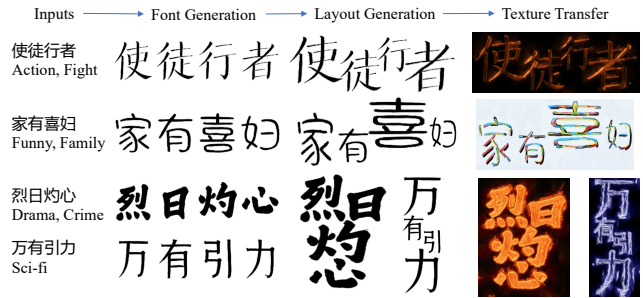 Inputs Font Generation Layout Generation Texture Transfer
使徒行者 使徒行者 使徒行者 使徒行者
Action, Fight
家有喜妇 家有喜妇 家有喜妇 家有喜妇
Funny, Family
烈日灼心 烈日灼心 烈日灼心 烈日灼心
Drama, Crime
万有引力 万有引力 万有引力 万有引力
Sci-fi